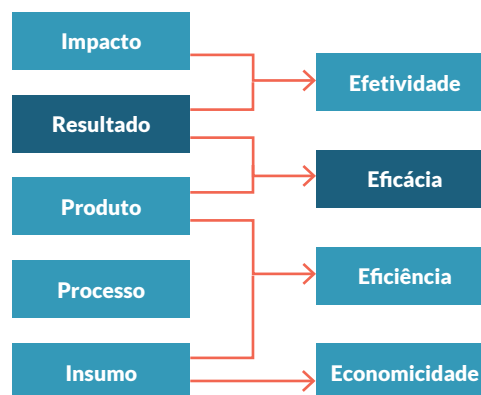 Impacto
Resultado
Produto
Processo
Insumo
Efetividade
Eficácia
Eficiência
Economicidade